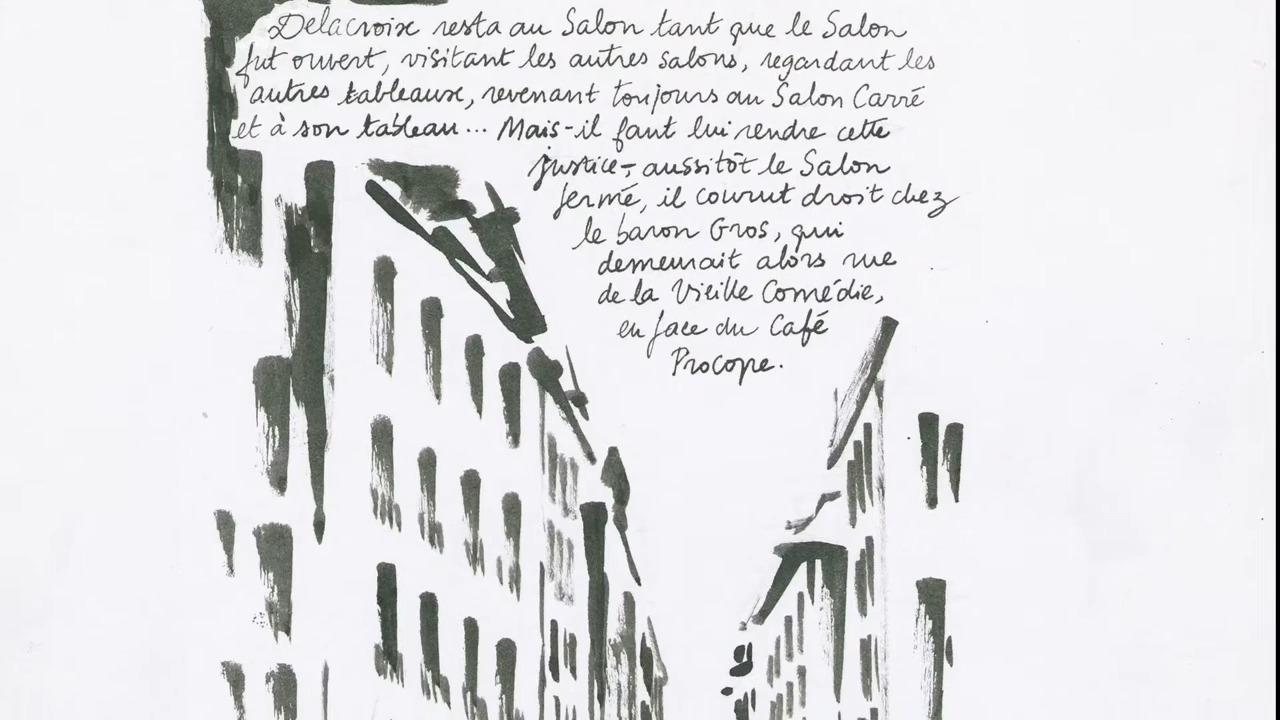 Delacroix resta au Salon tant que le Salon
fut ouvert, visitant les autres salons, regardant les
autres tableaux, revenant toujours au Salon Carré
et à son tableau... Mais - il faut lui rendre cette
justice -, aussitôt le Salon
fermé, il courut droit chez
le baron Gros, qui
demeurait alors rue
de la Vieille Comédie,
en face du Café
Procope.